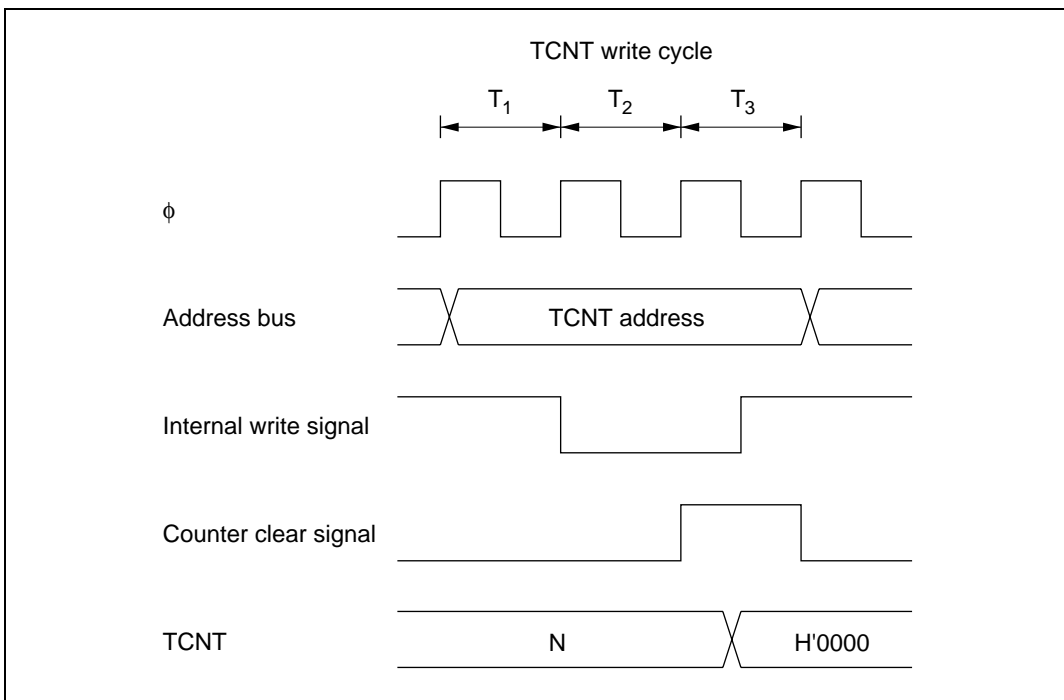 TCNT write cycle
T1 T2 T3
ϕ
Address bus
TCNT address
Internal write signal
Counter clear signal
TCNT
N
H'0000